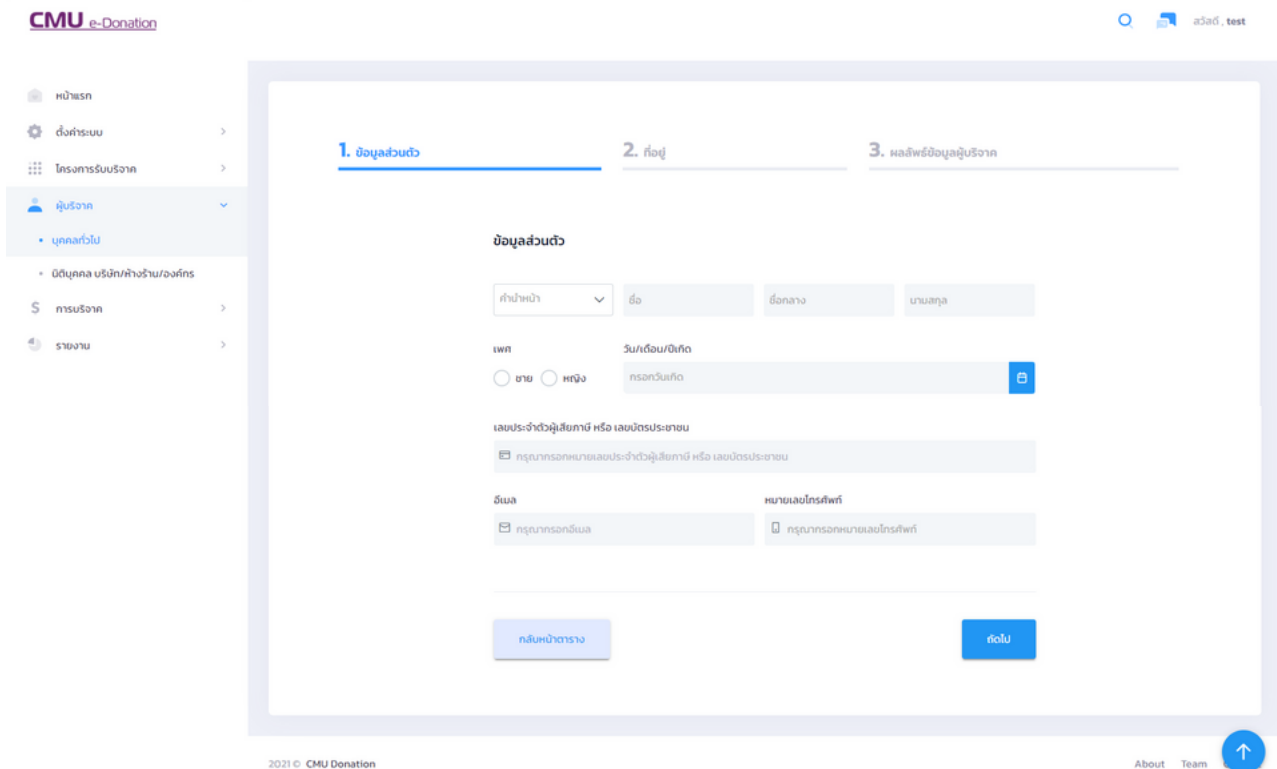 CMU e-Donation
สวัสดี , test
หน้าแรก
ตั้งค่าระบบ
โครงการรับบริจาค
ผู้บริจาค
บุคคลทั่วไป
นิติบุคคล บริษัท/ห้างร้าน/องค์กร
การบริจาค
รายงาน
1. ข้อมูลส่วนตัว
2. ที่อยู่
3. ผลลัพธ์ข้อมูลผู้บริจาค
ข้อมูลส่วนตัว
คำนำหน้า
ชื่อ
ชื่อกลาง
นามสกุล
เพศ
วัน/เดือน/ปีเกิด
ชาย
หญิง
กรอกวันเกิด
เลขประจำตัวผู้เสียภาษี หรือ เลขบัตรประชาชน
กรุณากรอกหมายเลขประจำตัวผู้เสียภาษี หรือ เลขบัตรประชาชน
อีเมล
หมายเลขโทรศัพท์
กรุณากรอกอีเมล
กรุณากรอกหมายเลขโทรศัพท์
กลับหน้าตาราง
ถัดไป
2021 © CMU Donation
About Team